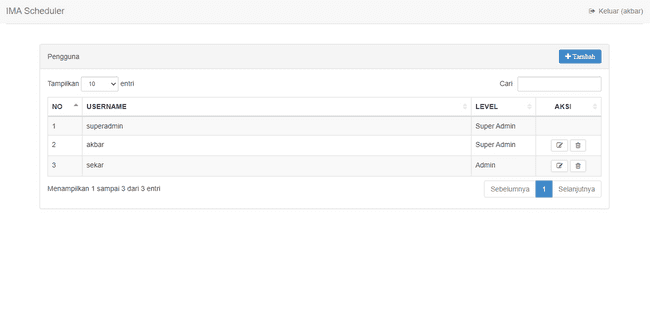 IMA Scheduler
Keluar (akbar)
Pengguna
Tambah
Tampilkan 10 entri
Cari
NO USERNAME LEVEL AKSI
1 superadmin Super Admin
2 akbar Super Admin
3 sekar Admin
Menampilkan 1 sampai 3 dari 3 entri
Sebelumnya 1 Selanjutnya